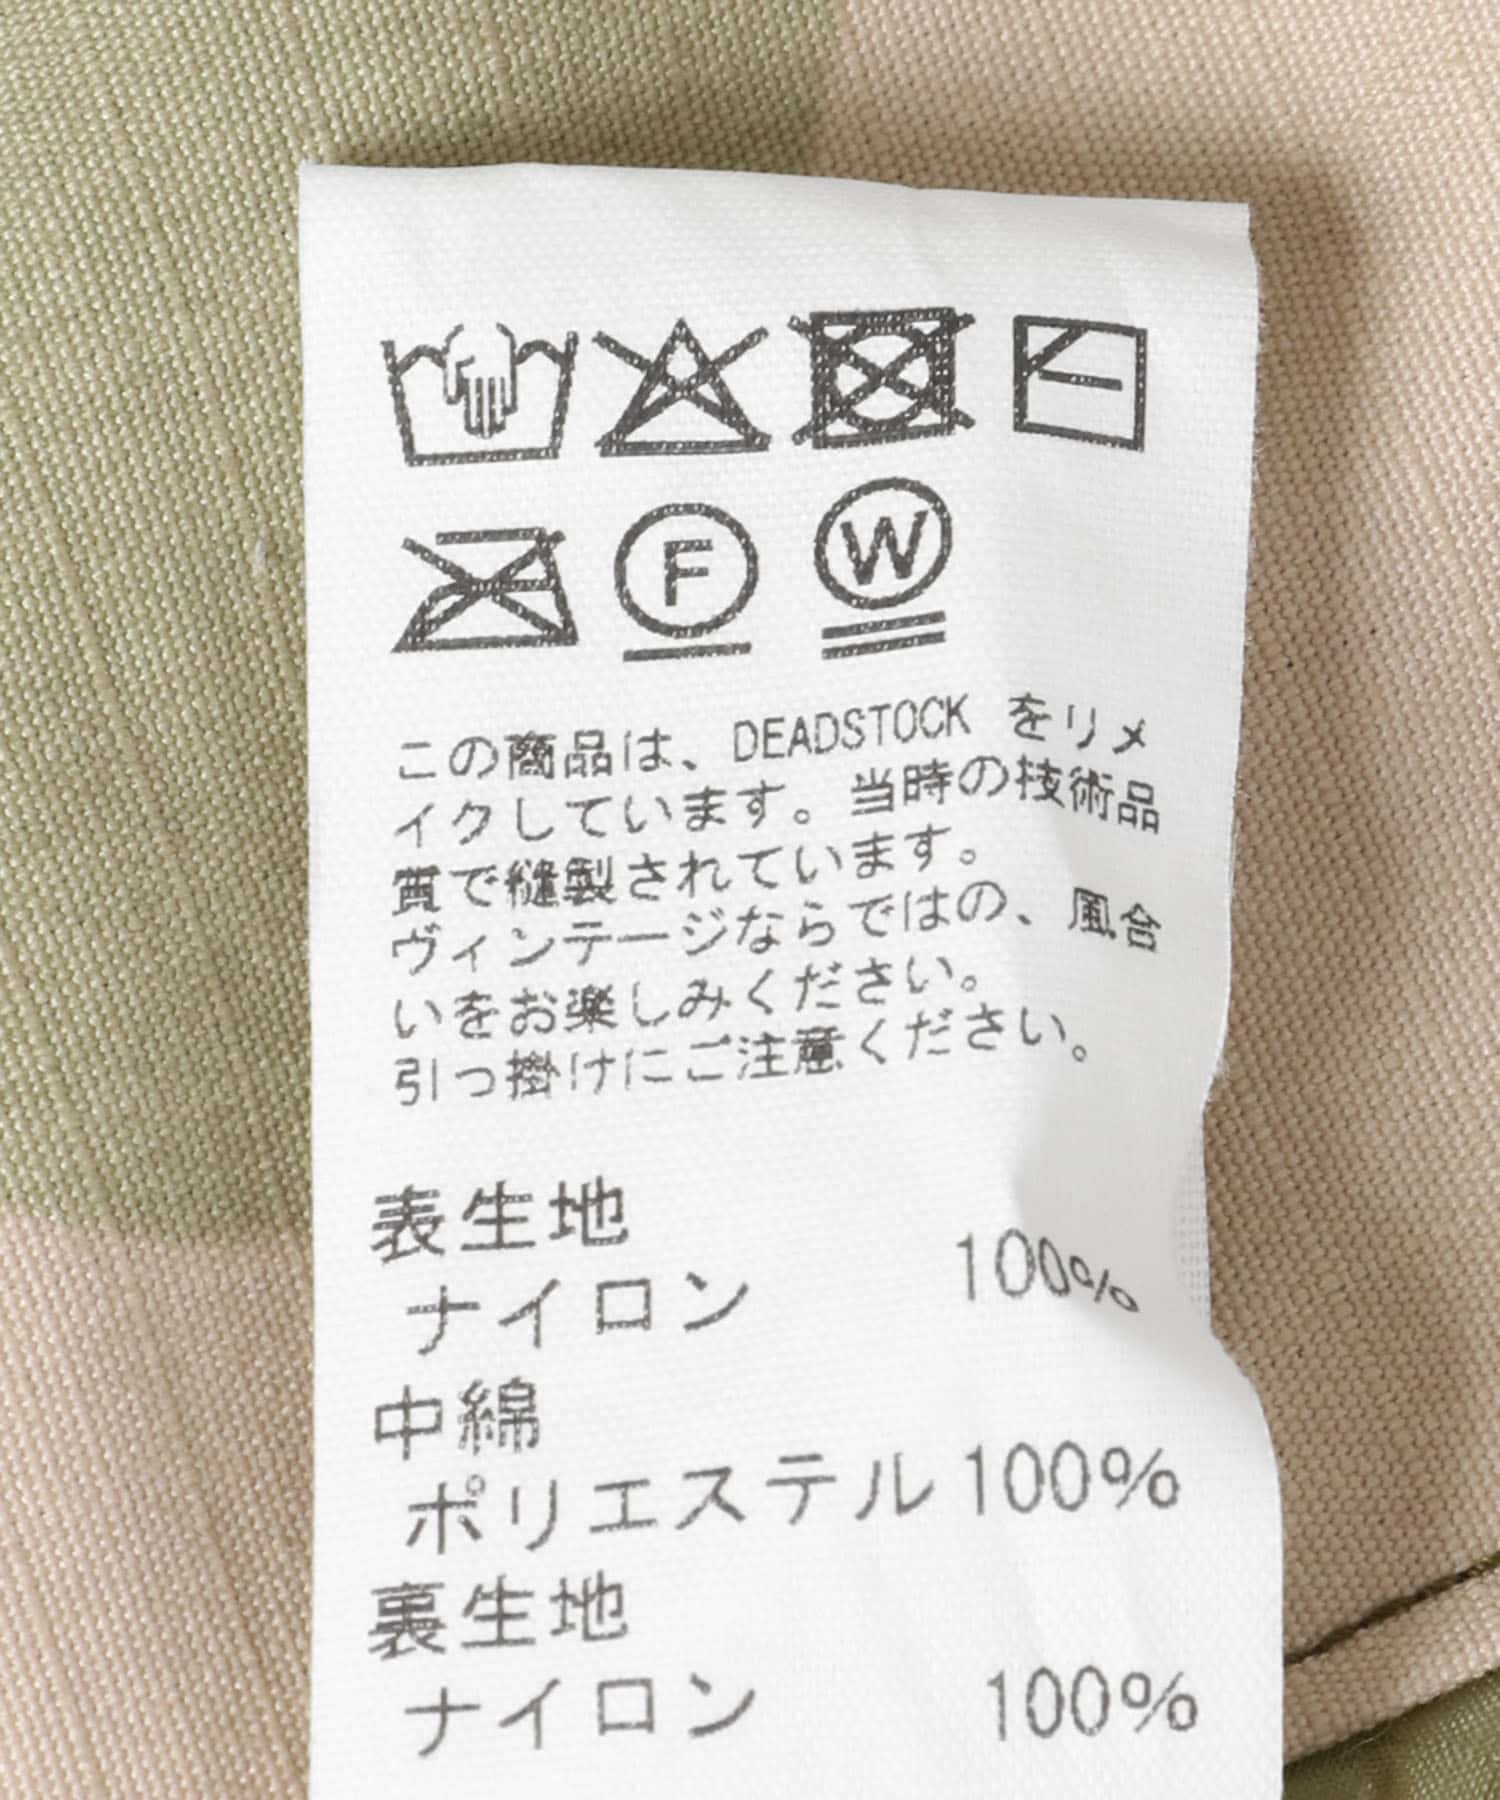 F
W
この商品は、DEADSTOCK をリメ
イクしています。当時の技術品
質で縫製されています。
ヴィンテージならではの、風合
いをお楽しみください。
引っ掛けにご注意ください。
表生地
ナイロン 100%
中綿
ポリエステル100%
裏生地
ナイロン 100%